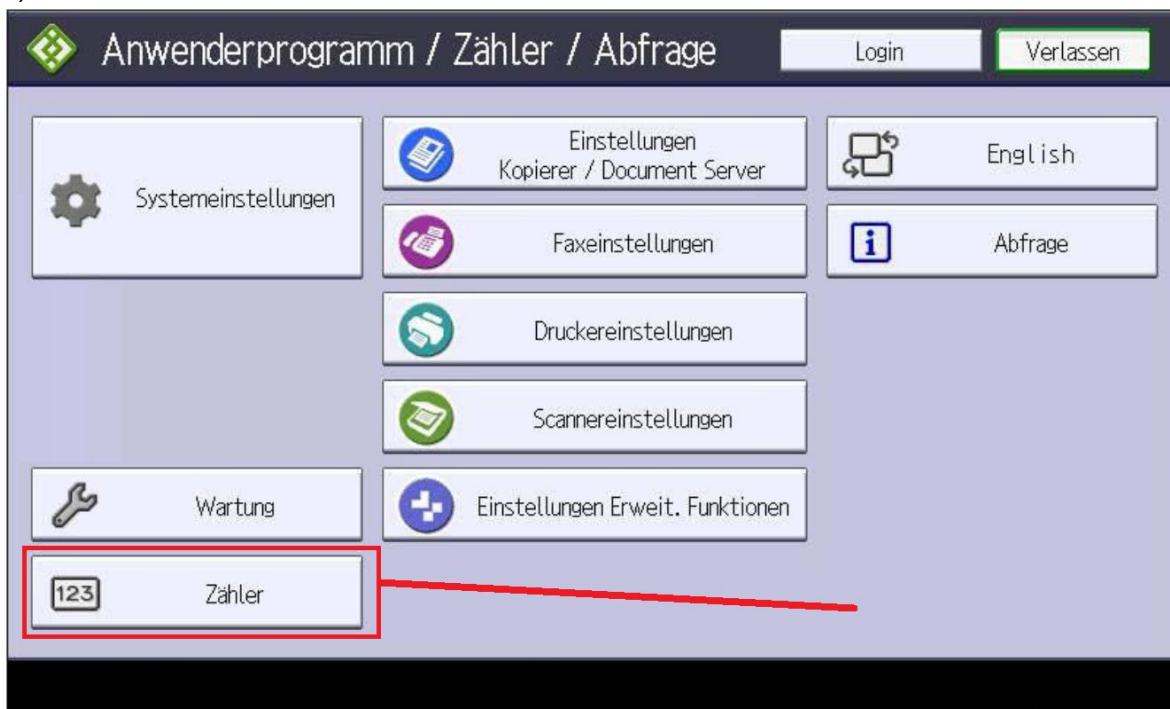 Anwenderprogramm / Zähler / Abfrage
Login
Verlassen
Systemeinstellungen
Einstellungen
Kopierer / Document Server
English
Faxeinstellungen
i
Abfrage
Druckereinstellungen
Scannereinstellungen
Wartung
Einstellungen Erweit. Funktionen
123
Zähler